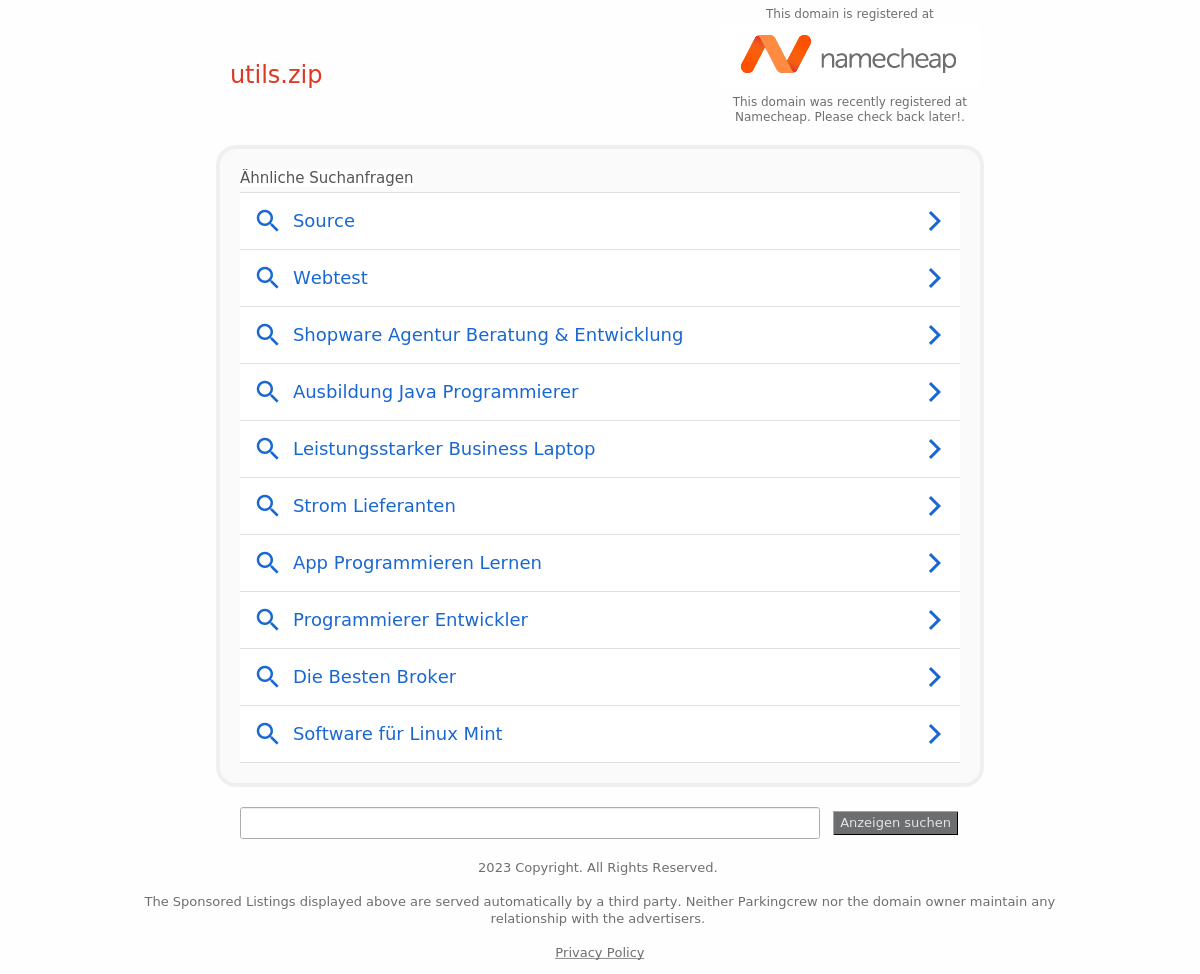 This domain is registered at
namecheap
utils.zip
This domain was recently registered at
Namecheap. Please check back later!.
Ähnliche Suchanfragen
Source
Webtest
Shopware Agentur Beratung & Entwicklung
Ausbildung Java Programmierer
Leistungsstarker Business Laptop
Strom Lieferanten
App Programmieren Lernen
Programmierer Entwickler
Die Besten Broker
Software für Linux Mint
Anzeigen suchen
2023 Copyright. All Rights Reserved.
The Sponsored Listings displayed above are served automatically by a third party. Neither Parkingcrew nor the domain owner maintain any
relationship with the advertisers.
Privacy Policy